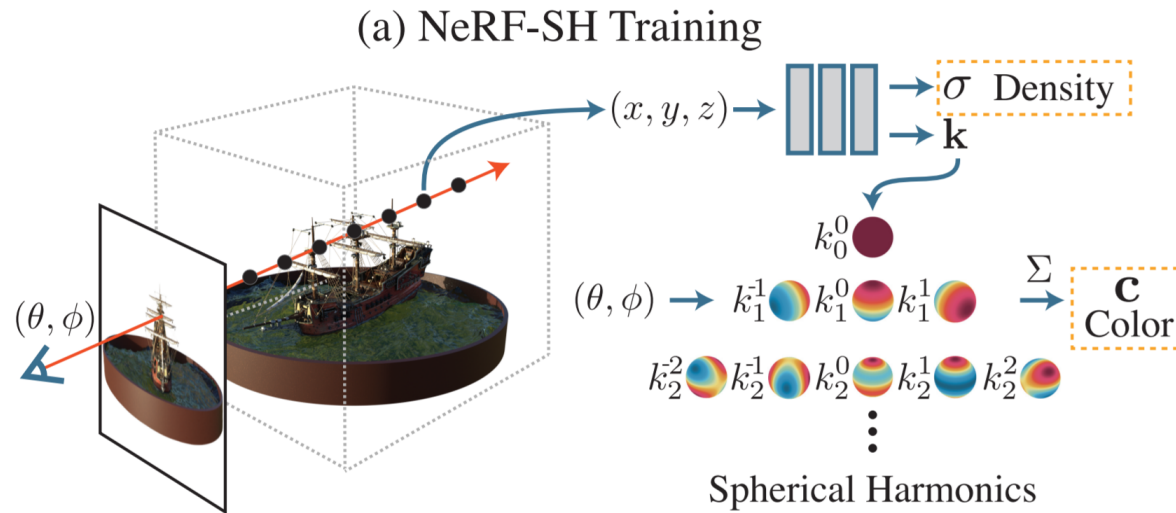 (a) NeRF-SH Training
(x, y, z)
σ Density
k
k₀⁰
(θ, ϕ)
(θ, ϕ) k₁⁻¹ k₁⁰ k₁¹ Σ c
Color
k₂⁻² k₂⁻¹ k₂⁰ k₂¹ k₂²
⋮
Spherical Harmonics